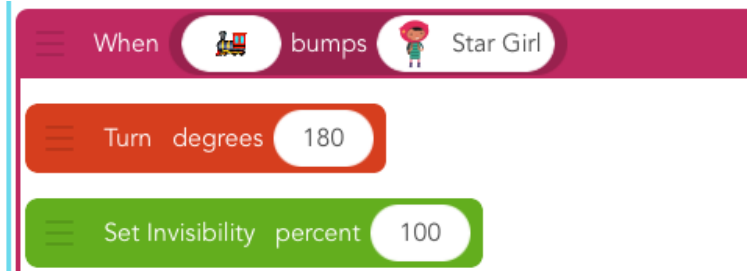 When bumps Star Girl
Turn degrees 180
Set Invisibility percent 100